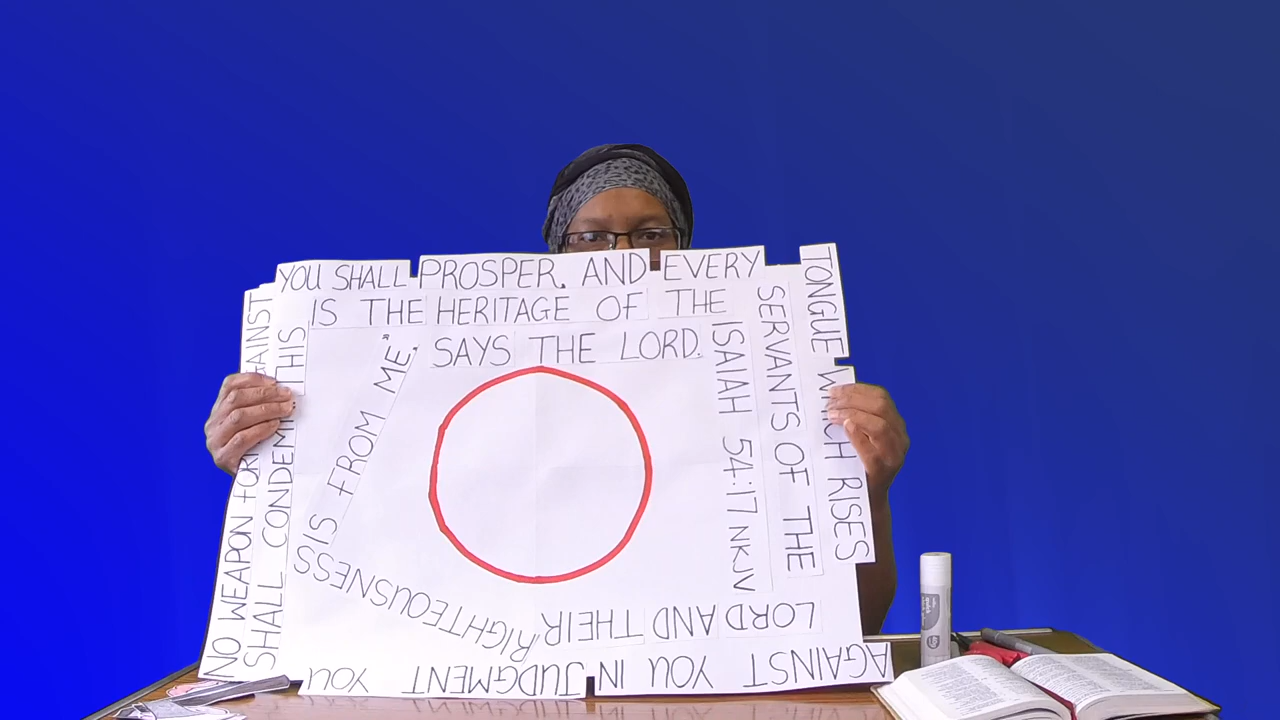 NO WEAPON
YOU SHALL PROSPER, AND EVERY
TONGUE WHICH RISES
AGAINST YOU IN JUDGMENT YOU
SHALL CONDEMN. THIS
IS THE HERITAGE OF THE
SERVANTS OF THE
LORD AND THEIR
RIGHTEOUSNESS
IS FROM ME,"
SAYS THE LORD.
ISAIAH 54:17 NKJV